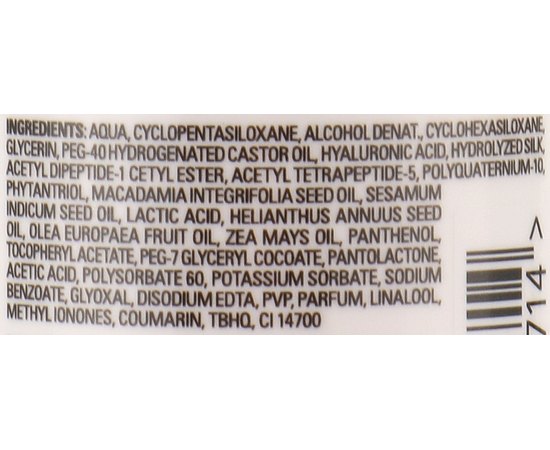 INGREDIENTS: AQUA, CYCLOPENTASILOXANE, ALCOHOL DENAT., CYCLOHEXASILOXANE,
GLYCERIN, PEG-40 HYDROGENATED CASTOR OIL, HYALURONIC ACID, HYDROLYZED SILK,
ACETYL DIPEPTIDE-1 CETYL ESTER, ACETYL TETRAPEPTIDE-5, POLYQUATERNIUM-10,
PHYTANTRIOL, MACADAMIA INTEGRIFOLIA SEED OIL, SESAMUM
INDICUM SEED OIL, LACTIC ACID, HELIANTHUS ANNUUS SEED
OIL, OLEA EUROPAEA FRUIT OIL, ZEA MAYS OIL, PANTHENOL,
TOCOPHERYL ACETATE, PEG-7 GLYCERYL COCOATE, PANTOLACTONE,
ACETIC ACID, POLYSORBATE 60, POTASSIUM SORBATE, SODIUM
BENZOATE, GLYOXAL, DISODIUM EDTA, PVP, PARFUM, LINALOOL,
METHYL IONONES, COUMARIN, TBHQ, CI 14700
714 >